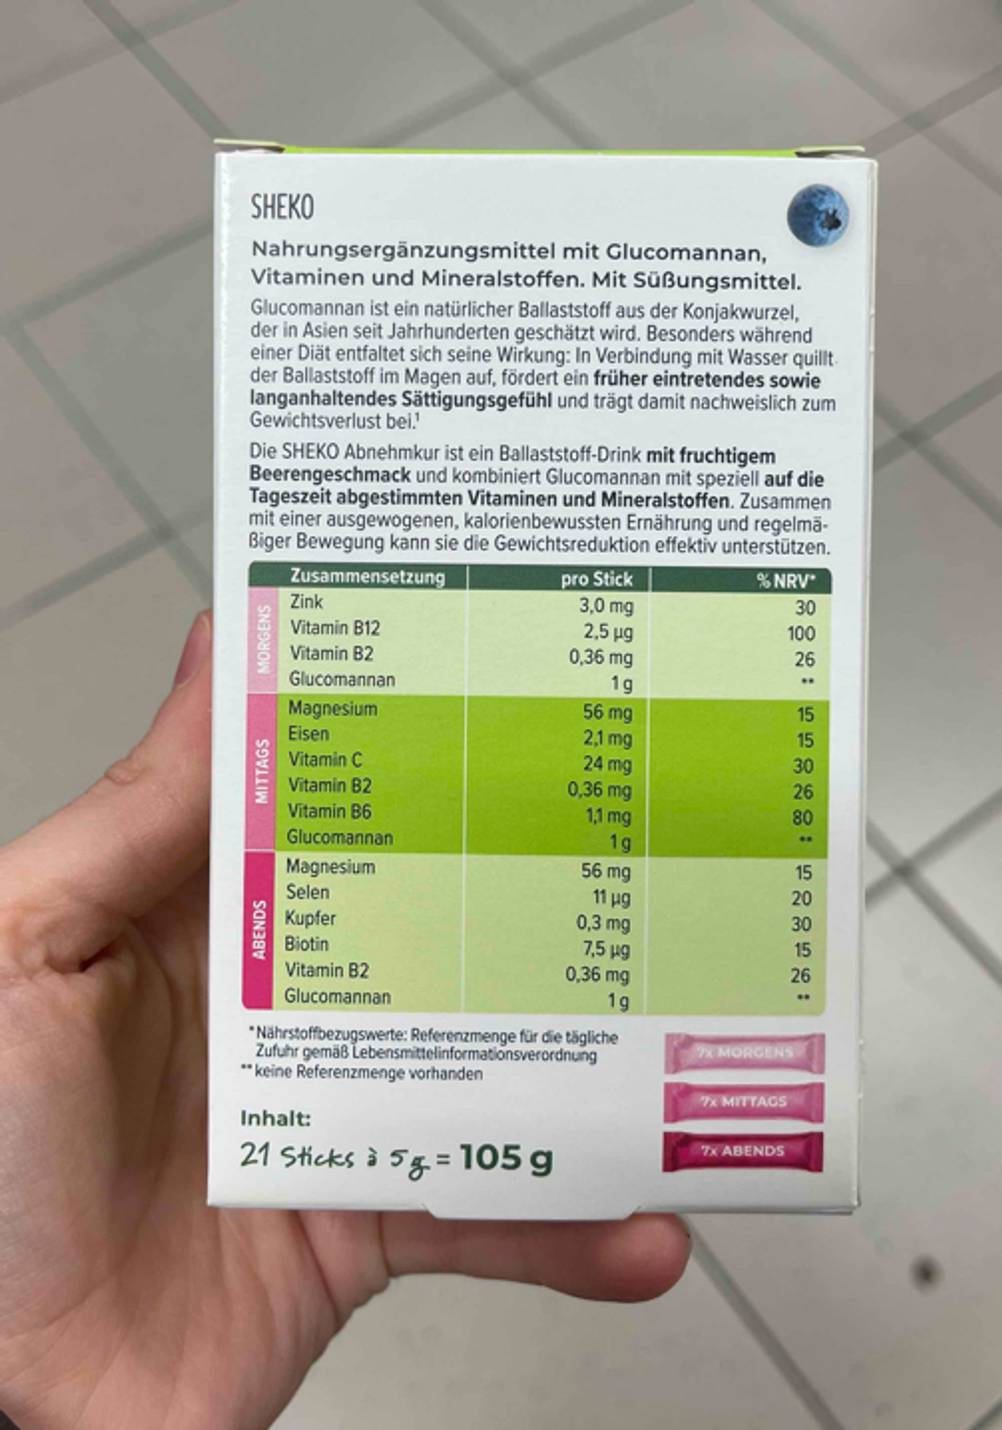 SHEKO
Nahrungsergänzungsmittel mit Glucomannan,
Vitaminen und Mineralstoffen. Mit Süßungsmittel.
Glucomannan ist ein natürlicher Ballaststoff aus der Konjakwurzel,
der in Asien seit Jahrhunderten geschätzt wird. Besonders während
einer Diät entfaltet sich seine Wirkung: In Verbindung mit Wasser quillt
der Ballaststoff im Magen auf, fördert ein früher eintretendes sowie
langanhaltendes Sättigungsgefühl und trägt damit nachweislich zum
Gewichtsverlust bei.¹
Die SHEKO Abnehmkur ist ein Ballaststoff-Drink mit fruchtigem
Beerengeschmack und kombiniert Glucomannan mit speziell auf die
Tageszeit abgestimmten Vitaminen und Mineralstoffen. Zusammen
mit einer ausgewogenen, kalorienbewussten Ernährung und regelmä-
ßiger Bewegung kann sie die Gewichtsreduktion effektiv unterstützen.
Zusammensetzung pro Stick % NRV*
MORGENS
Zink 3,0 mg 30
Vitamin B12 2,5 µg 100
Vitamin B2 0,36 mg 26
Glucomannan 1 g **
MITTAGS
Magnesium 56 mg 15
Eisen 2,1 mg 15
Vitamin C 24 mg 30
Vitamin B2 0,36 mg 26
Vitamin B6 1,1 mg 80
Glucomannan 1 g **
ABENDS
Magnesium 56 mg 15
Selen 11 µg 20
Kupfer 0,3 mg 30
Biotin 7,5 µg 15
Vitamin B2 0,36 mg 26
Glucomannan 1 g **
*Nährstoffbezugswerte: Referenzmenge für die tägliche
Zufuhr gemäß Lebensmittelinformationsverordnung
**keine Referenzmenge vorhanden
7x MORGENS
7x MITTAGS
7x ABENDS
Inhalt:
21 Sticks à 5g = 105 g